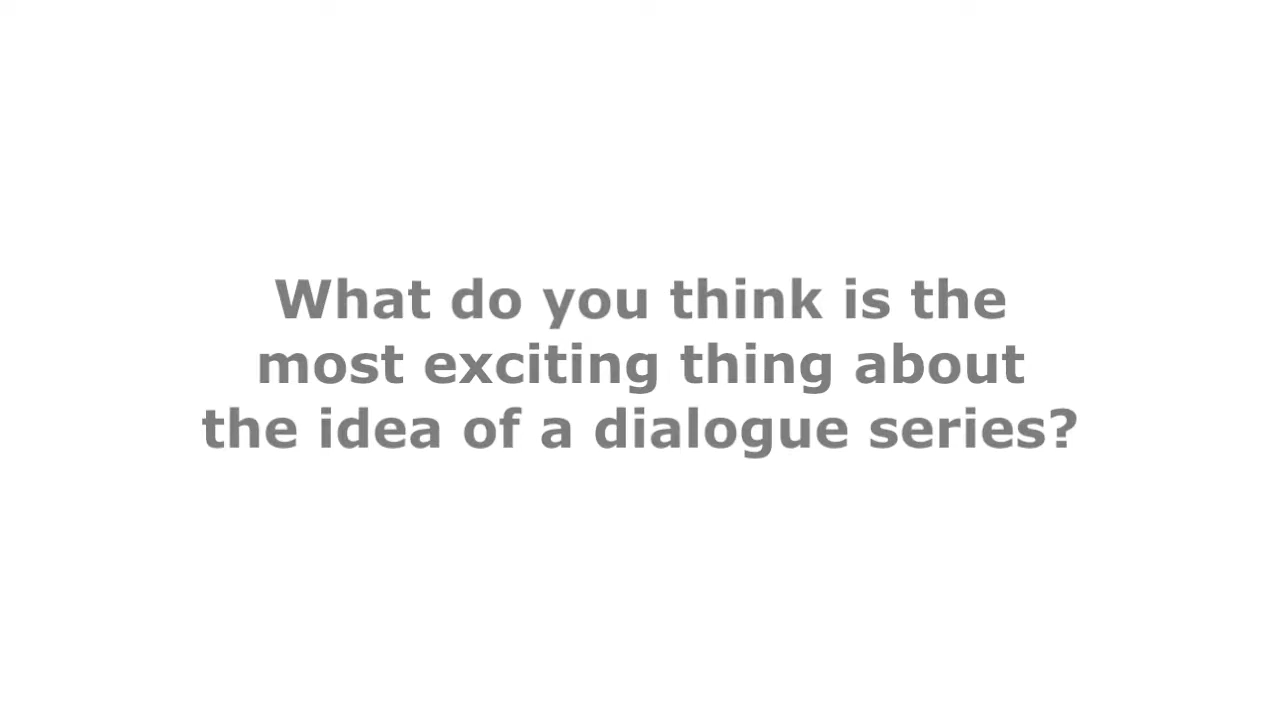 What do you think is the
most exciting thing about
the idea of a dialogue series?